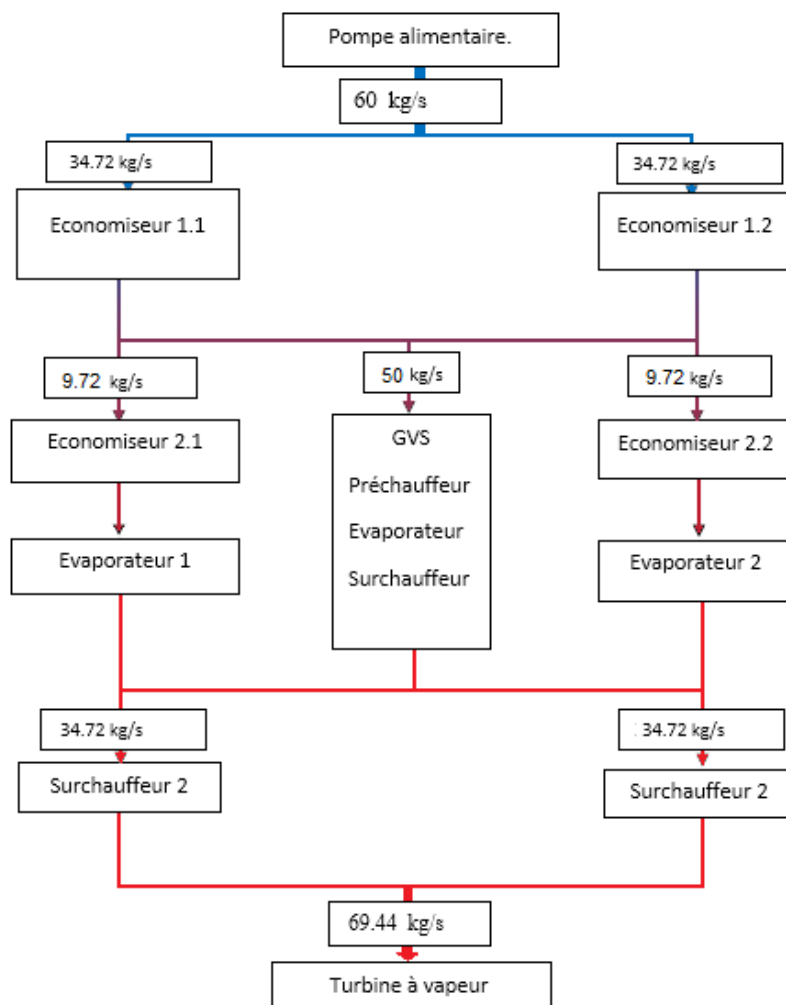 Pompe alimentaire.
60 kg/s
34.72 kg/s
34.72 kg/s
Economiseur 1.1
Economiseur 1.2
9.72 kg/s
50 kg/s
9.72 kg/s
Economiseur 2.1
GVS
Economiseur 2.2
Préchauffeur
Evaporateur
Surchauffeur
Evaporateur 1
Evaporateur 2
34.72 kg/s
34.72 kg/s
Surchauffeur 2
Surchauffeur 2
69.44 kg/s
Turbine à vapeur